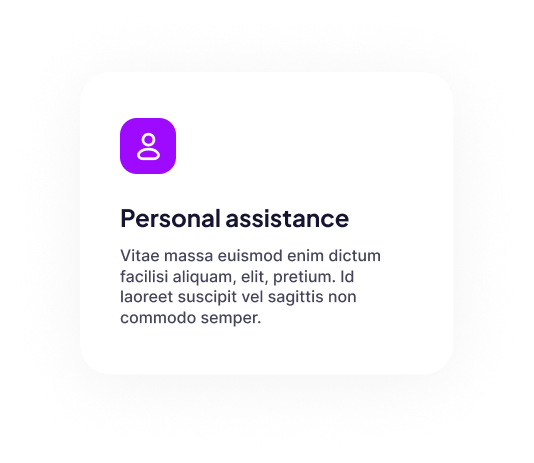 Personal assistance
Vitae massa euismod enim dictum
facilisi aliquam, elit, pretium. Id
laoreet suscipit vel sagittis non
commodo semper.